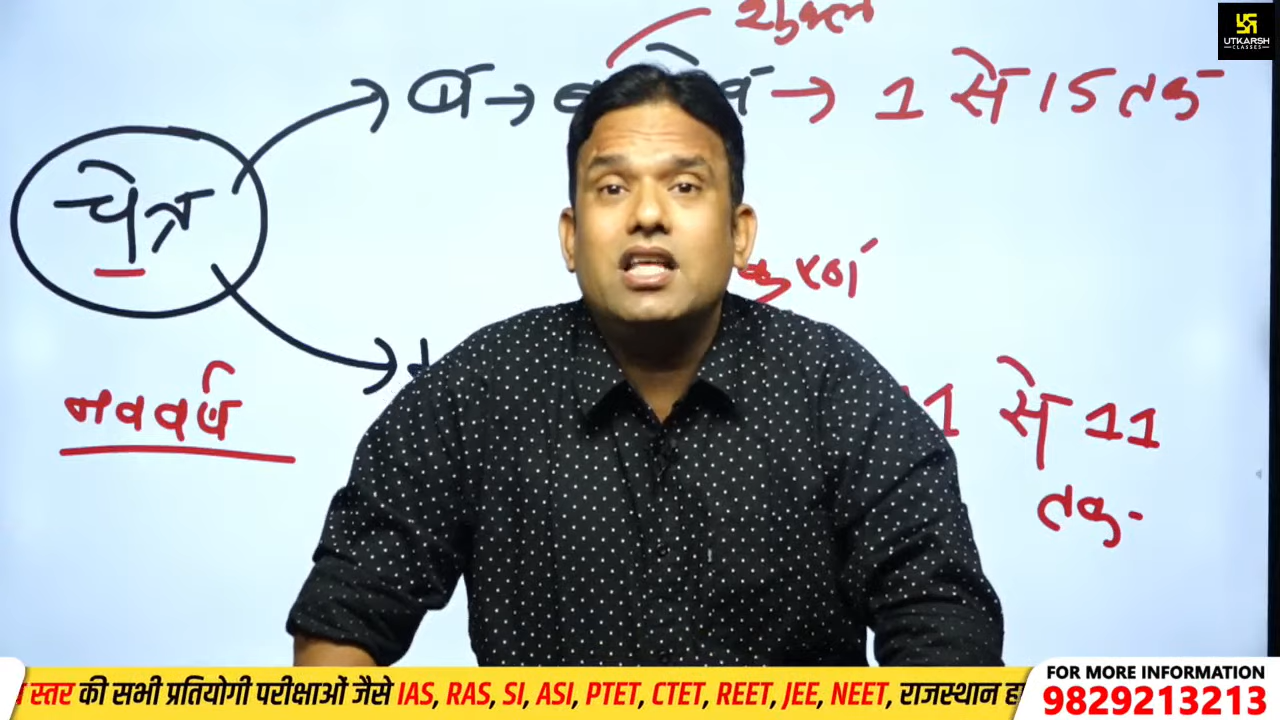 शुक्ल
UTKARSH
CLASSES
1 से 15 तक
चैत्र
कृष्ण
नववर्ष
1 से 11
तक
स्तर की सभी प्रतियोगी परीक्षाओं जैसे IAS, RAS, SI, ASI, PTET, CTET, REET, JEE, NEET, राजस्थान
FOR MORE INFORMATION
9829213213